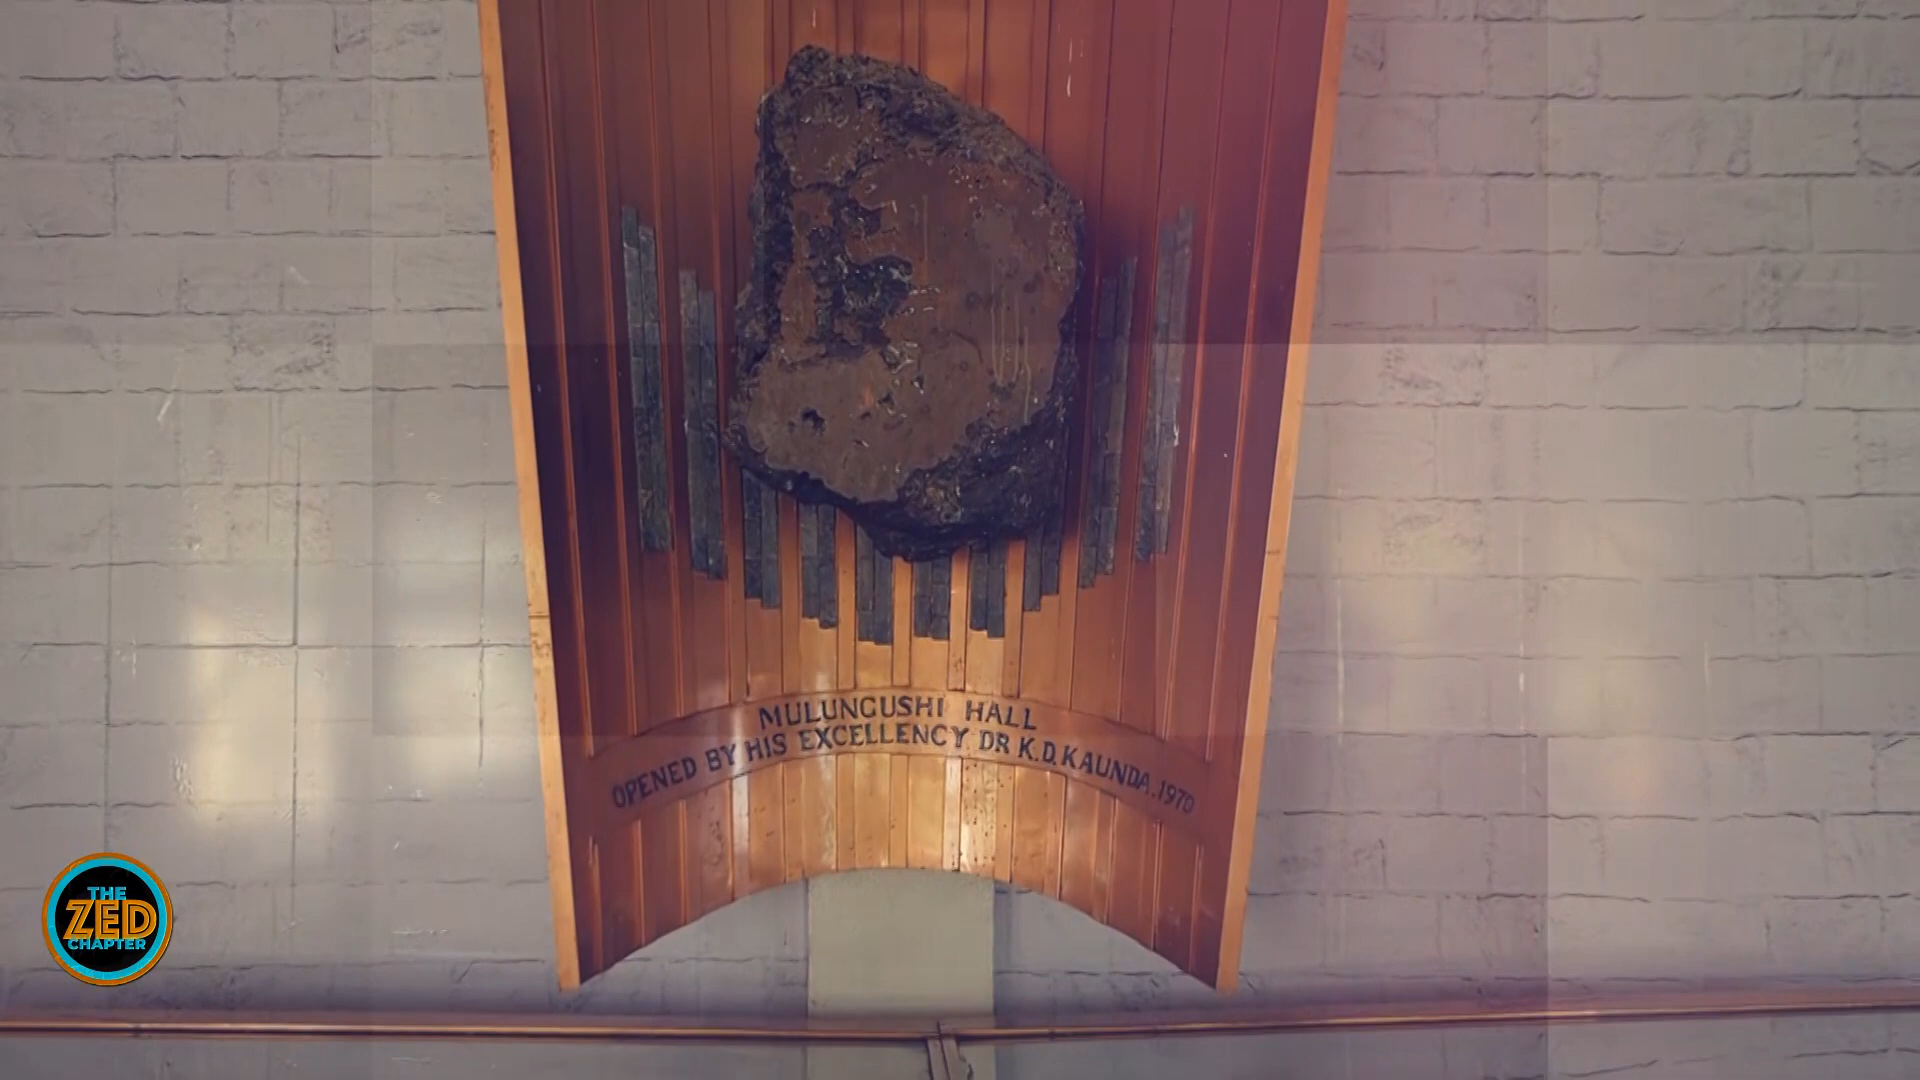 MULUNGUSHI HALL
OPENED BY HIS EXCELLENCY DR K.D.KAUNDA.1970
THE
ZED
CHAPTER